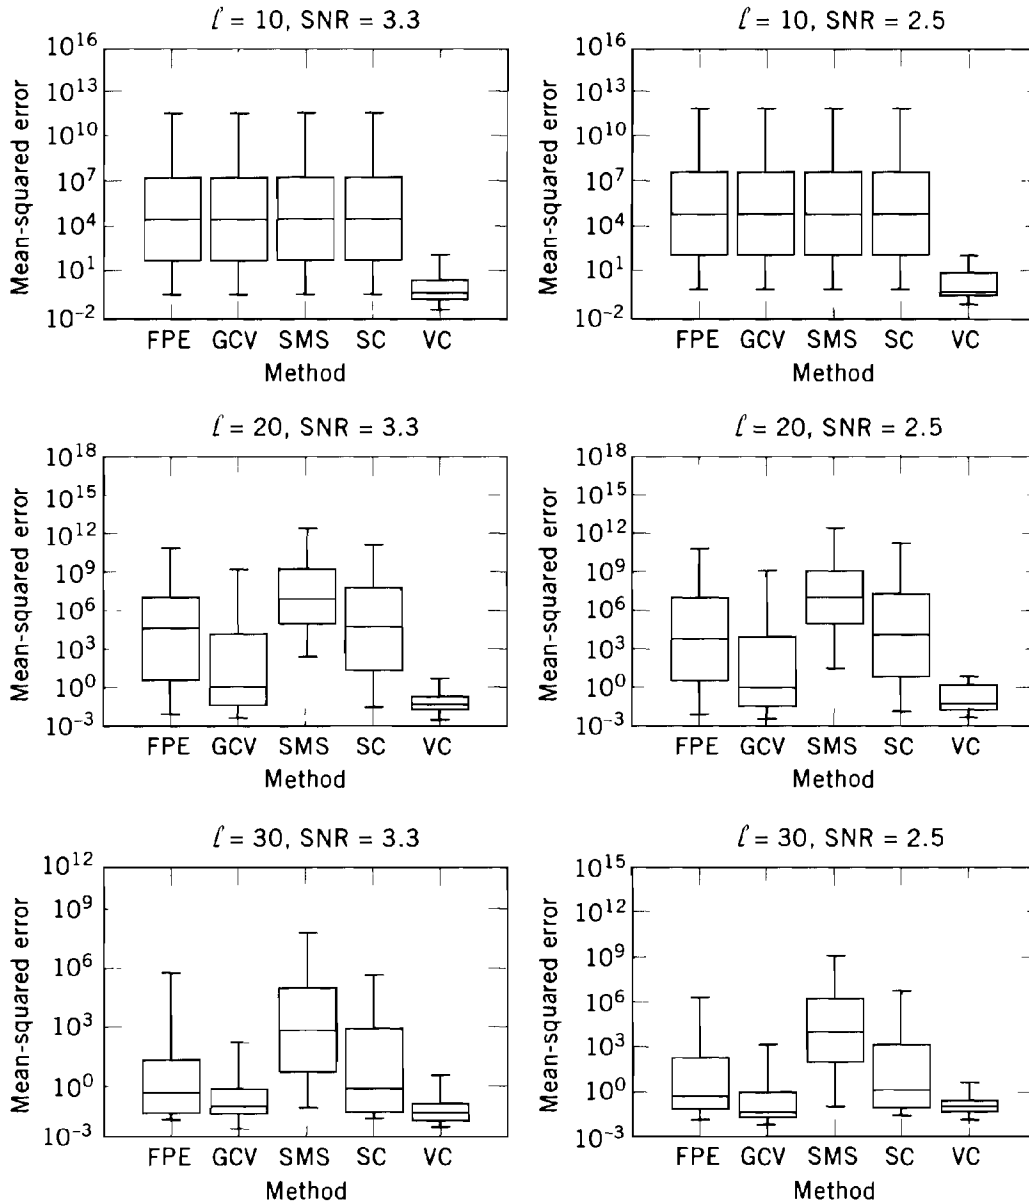 ℓ = 10, SNR = 3.3
Mean-squared error
10^16
10^13
10^10
10^7
10^4
10^1
10^−2
FPE GCV SMS SC VC
Method
ℓ = 10, SNR = 2.5
Mean-squared error
10^16
10^13
10^10
10^7
10^4
10^1
10^−2
FPE GCV SMS SC VC
Method
ℓ = 20, SNR = 3.3
Mean-squared error
10^18
10^15
10^12
10^9
10^6
10^3
10^0
10^−3
FPE GCV SMS SC VC
Method
ℓ = 20, SNR = 2.5
Mean-squared error
10^18
10^15
10^12
10^9
10^6
10^3
10^0
10^−3
FPE GCV SMS SC VC
Method
ℓ = 30, SNR = 3.3
Mean-squared error
10^12
10^9
10^6
10^3
10^0
10^−3
FPE GCV SMS SC VC
Method
ℓ = 30, SNR = 2.5
Mean-squared error
10^15
10^12
10^9
10^6
10^3
10^0
10^−3
FPE GCV SMS SC VC
Method